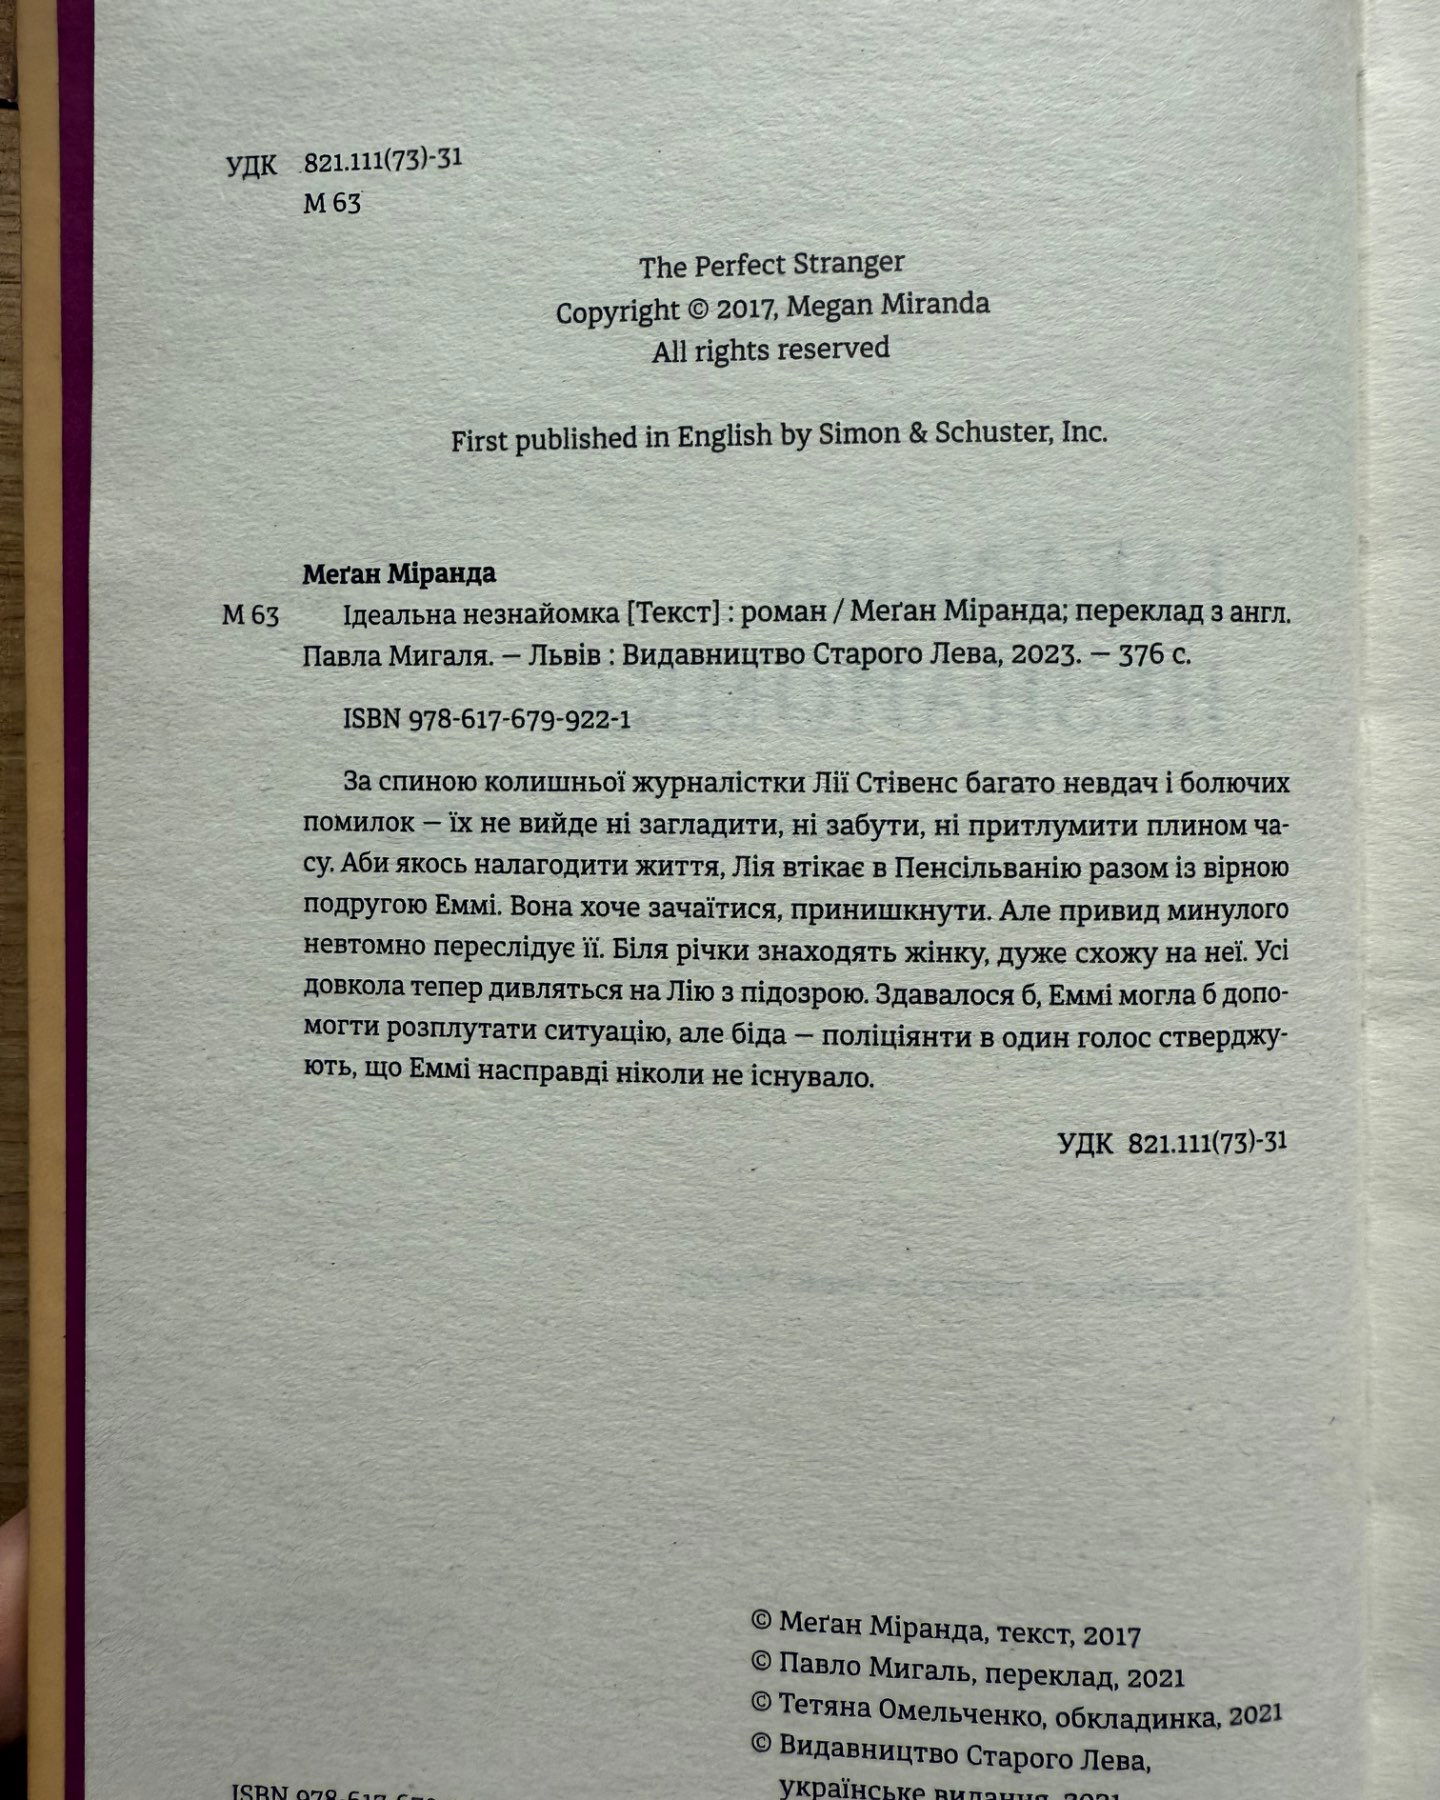 УДК 821.111(73)-31
М 63
The Perfect Stranger
Copyright © 2017, Megan Miranda
All rights reserved
First published in English by Simon & Schuster, Inc.
Меґан Міранда
М 63 Ідеальна незнайомка [Текст] : роман / Меґан Міранда; переклад з англ.
Павла Мигаля. — Львів : Видавництво Старого Лева, 2023. — 376 с.
ISBN 978-617-679-922-1
За спиною колишньої журналістки Лії Стівенс багато невдач і болючих
помилок — їх не вийде ні загладити, ні забути, ні притлумити плином ча-
су. Аби якось налагодити життя, Лія втікає в Пенсільванію разом із вірною
подругою Еммі. Вона хоче зачаїтися, принишкнути. Але привид минулого
невтомно переслідує її. Біля річки знаходять жінку, дуже схожу на неї. Усі
довкола тепер дивляться на Лію з підозрою. Здавалося б, Еммі могла б допо-
могти розплутати ситуацію, але біда — поліціянти в один голос стверджу-
ють, що Еммі насправді ніколи не існувало.
УДК 821.111(73)-31
© Меґан Міранда, текст, 2017
© Павло Мигаль, переклад, 2021
© Тетяна Омельченко, обкладинка, 2021
© Видавництво Старого Лева,
українське видання, 2021
ISBN 978-617-679